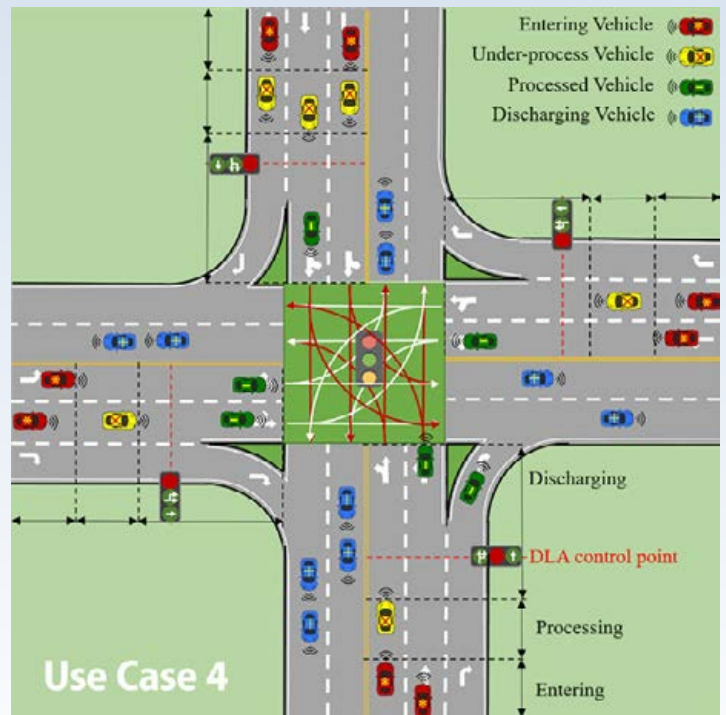 Entering Vehicle
Under-process Vehicle
Processed Vehicle
Discharging Vehicle
Discharging
DLA control point
Processing
Entering
Use Case 4